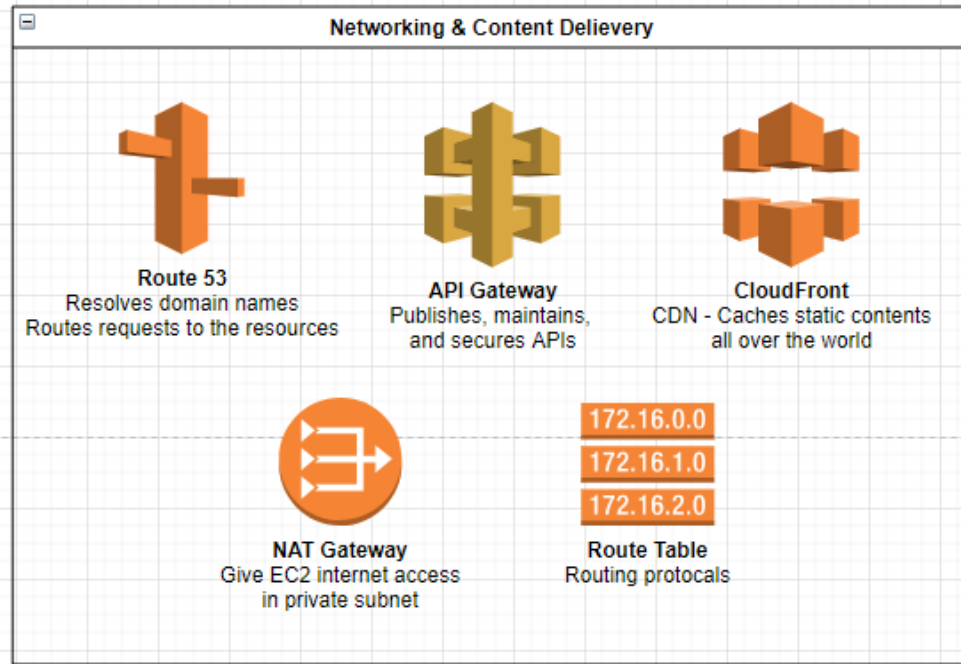 Networking & Content Delievery
Route 53
Resolves domain names
Routes requests to the resources
API Gateway
Publishes, maintains,
and secures APIs
CloudFront
CDN - Caches static contents
all over the world
172.16.0.0
172.16.1.0
172.16.2.0
NAT Gateway
Give EC2 internet access
in private subnet
Route Table
Routing protocals